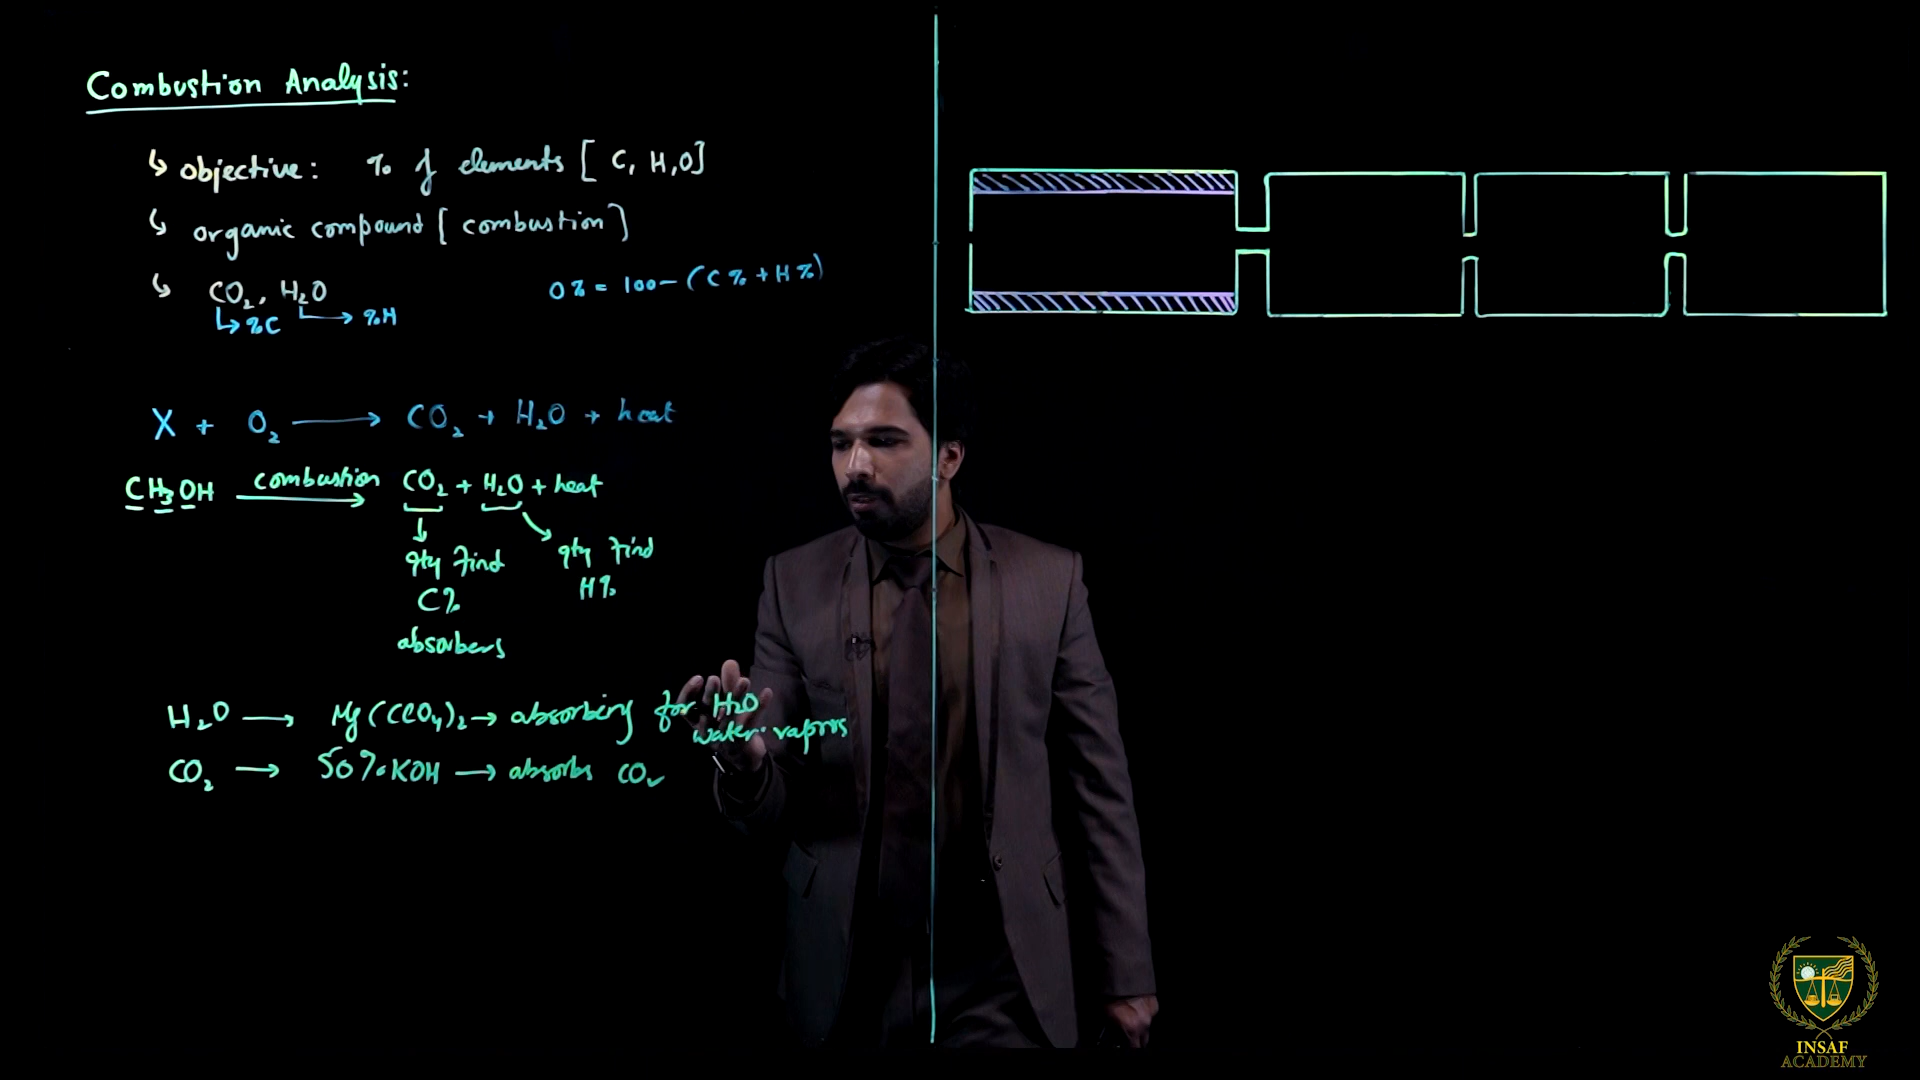 Combustion Analysis:
↳ objective: % of elements [C, H, O]
↳ organic compound [combustion]
↳ CO₂, H₂O
↳ %C → %H
O% = 100 - (C% + H%)
X + O₂ → CO₂ + H₂O + heat
CH₃OH combustion → CO₂ + H₂O + heat
qty find
C%
absorbers
qty find
H%
H₂O → Mg(ClO₄)₂ → absorbing for H₂O
water vapors
CO₂ → 50% KOH → absorbs CO₂
INSAF
ACADEMY